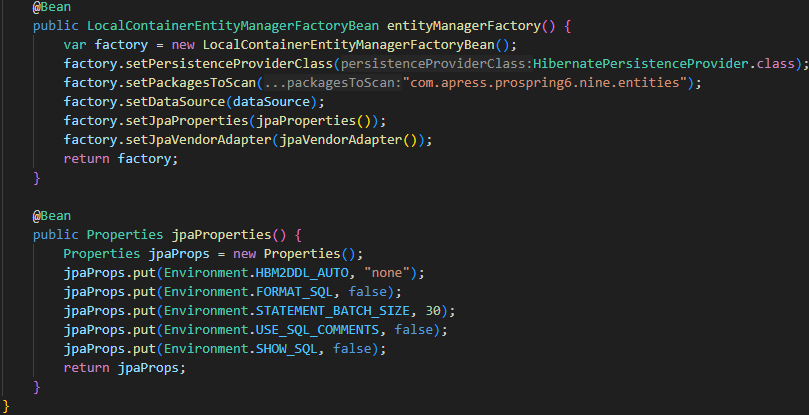 @Bean
public LocalContainerEntityManagerFactoryBean entityManagerFactory() {
var factory = new LocalContainerEntityManagerFactoryBean();
factory.setPersistenceProviderClass(persistenceProviderClass:HibernatePersistenceProvider.class);
factory.setPackagesToScan(...packagesToScan:"com.apress.prospring6.nine.entities");
factory.setDataSource(dataSource);
factory.setJpaProperties(jpaProperties());
factory.setJpaVendorAdapter(jpaVendorAdapter());
return factory;
}
@Bean
public Properties jpaProperties() {
Properties jpaProps = new Properties();
jpaProps.put(Environment.HBM2DDL_AUTO, "none");
jpaProps.put(Environment.FORMAT_SQL, false);
jpaProps.put(Environment.STATEMENT_BATCH_SIZE, 30);
jpaProps.put(Environment.USE_SQL_COMMENTS, false);
jpaProps.put(Environment.SHOW_SQL, false);
return jpaProps;
}
}